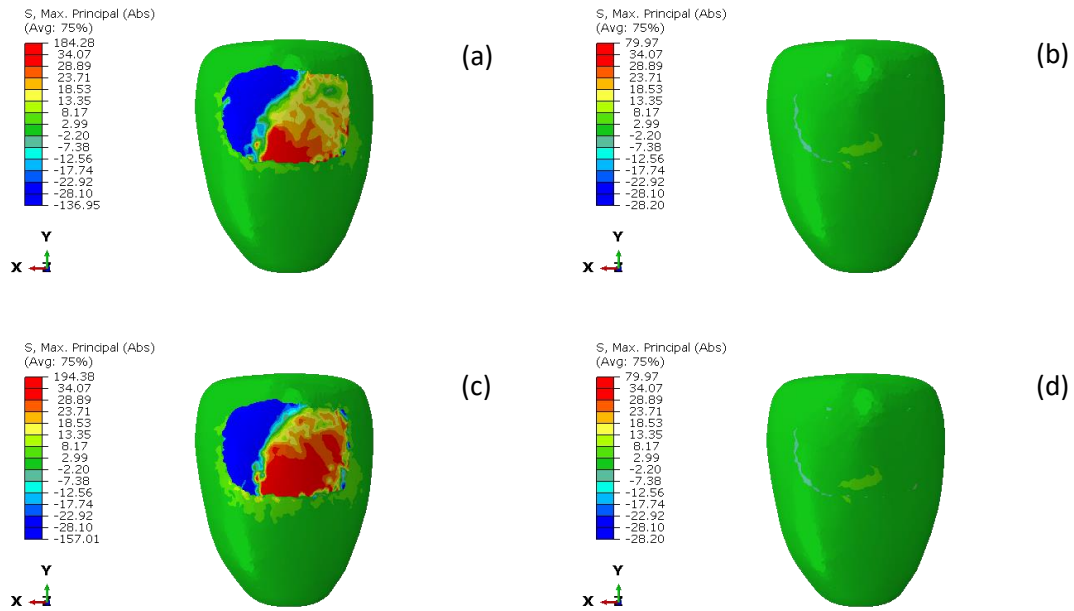 S, Max. Principal (Abs)
(Avg: 75%)
184.28
34.07
28.89
23.71
18.53
13.35
8.17
2.99
-2.20
-7.38
-12.56
-17.74
-22.92
-28.10
-136.95
Y
X
Z
(a)
S, Max. Principal (Abs)
(Avg: 75%)
79.97
34.07
28.89
23.71
18.53
13.35
8.17
2.99
-2.20
-7.38
-12.56
-17.74
-22.92
-28.10
-28.20
Y
X
Z
(b)
S, Max. Principal (Abs)
(Avg: 75%)
194.38
34.07
28.89
23.71
18.53
13.35
8.17
2.99
-2.20
-7.38
-12.56
-17.74
-22.92
-28.10
-157.01
Y
X
Z
(c)
S, Max. Principal (Abs)
(Avg: 75%)
79.97
34.07
28.89
23.71
18.53
13.35
8.17
2.99
-2.20
-7.38
-12.56
-17.74
-22.92
-28.10
-28.20
Y
X
Z
(d)